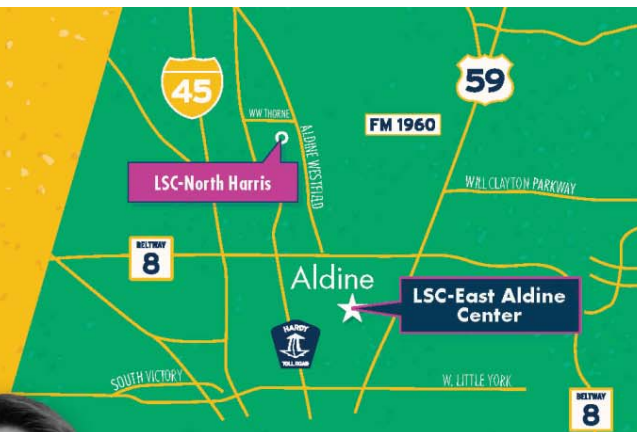 45
59
WW THORNE
FM 1960
ALDINE WESTFIELD
LSC-North Harris
WILL CLAYTON PARKWAY
BELTWAY
8
Aldine
LSC-East Aldine
Center
HARDY
TOLL ROAD
SOUTH VICTORY
W. LITTLE YORK
BELTWAY
8